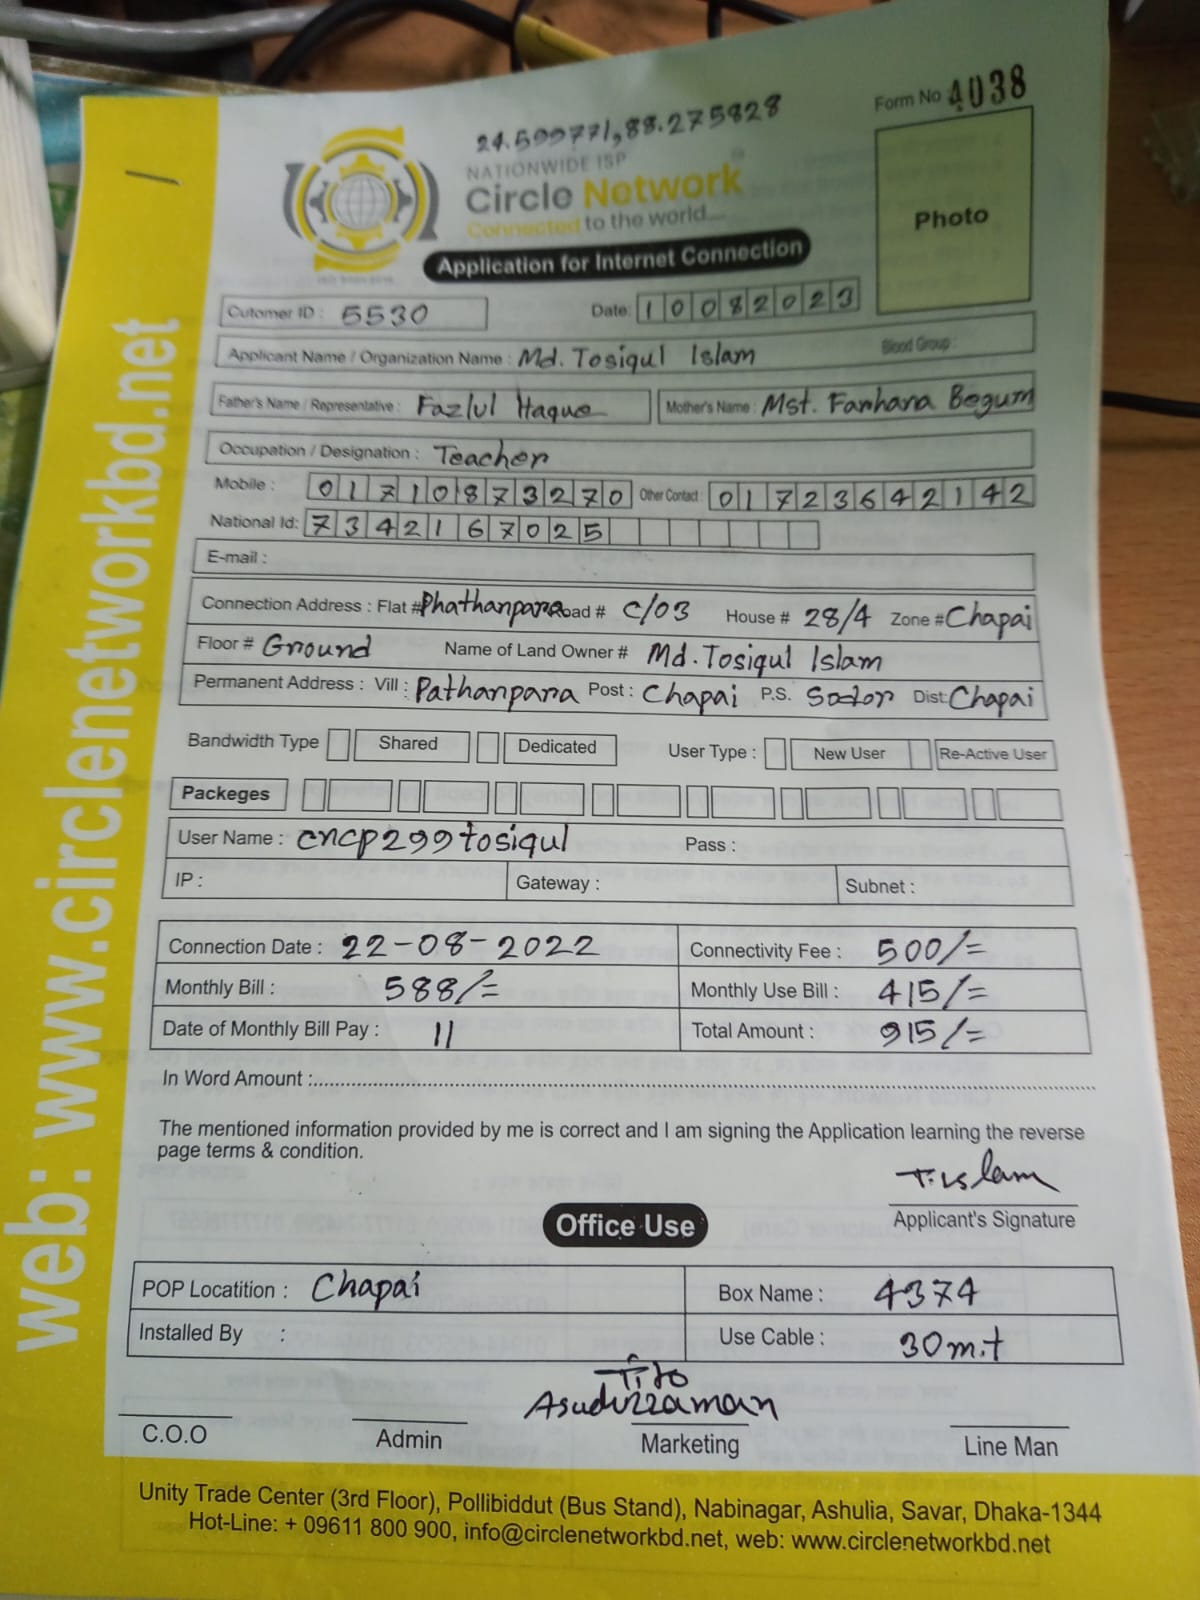 Form No 4038
24.599771,88.275828
NATIONWIDE ISP
Circle Network
Connected to the world....
Photo
Application for Internet Connection
Cutomer ID : 5530 Date: 10082023
Applicant Name / Organization Name : Md. Tosiqul Islam Blood Group :
Father's Name / Representative : Fazlul Haque Mother's Name : Mst. Farhara Begum
Occupation / Designation : Teacher
Mobile : 01710873270 Other Contact : 01723642142
National Id: 7342167025
E-mail :
Connection Address : Flat # Phathanpara Road # C/03 House # 28/4 Zone # Chapai
Floor # Ground Name of Land Owner # Md. Tosiqul Islam
Permanent Address : Vill : Pathanpara Post : Chapai P.S. Sodor Dist: Chapai
Bandwidth Type Shared Dedicated User Type : New User Re-Active User
Packeges
User Name : cncp299tosiqul Pass :
IP : Gateway : Subnet :
Connection Date : 22-08-2022 Connectivity Fee : 500/=
Monthly Bill : 588/= Monthly Use Bill : 415/=
Date of Monthly Bill Pay : 11 Total Amount : 915/=
In Word Amount :
The mentioned information provided by me is correct and I am signing the Application learning the reverse
page terms & condition.
T. Islam
Applicant's Signature
Office Use
POP Locatition : Chapai Box Name : 4374
Installed By : Use Cable : 30 m.t
Tito
Asaduzzaman
C.O.O Admin Marketing Line Man
Unity Trade Center (3rd Floor), Pollibiddut (Bus Stand), Nabinagar, Ashulia, Savar, Dhaka-1344
Hot-Line: + 09611 800 900, info@circlenetworkbd.net, web: www.circlenetworkbd.net
web: www.circlenetworkbd.net